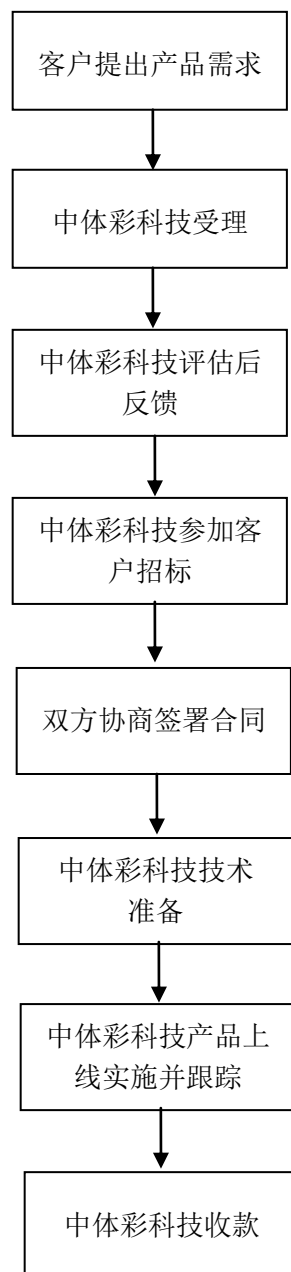 客户提出产品需求
中体彩科技受理
中体彩科技评估后
反馈
中体彩科技参加客
户招标
双方协商签署合同
中体彩科技技术
准备
中体彩科技产品上
线实施并跟踪
中体彩科技收款